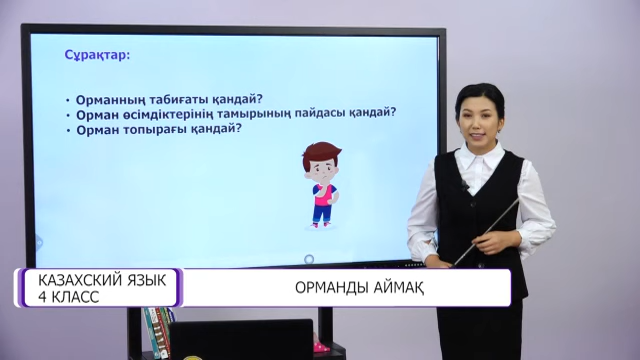 Сұрақтар:
• Орманның табиғаты қандай?
• Орман өсімдіктерінің тамырының пайдасы қандай?
• Орман топырағы қандай?
КАЗАХСКИЙ ЯЗЫК
4 КЛАСС
ОРМАНДЫ АЙМАҚ